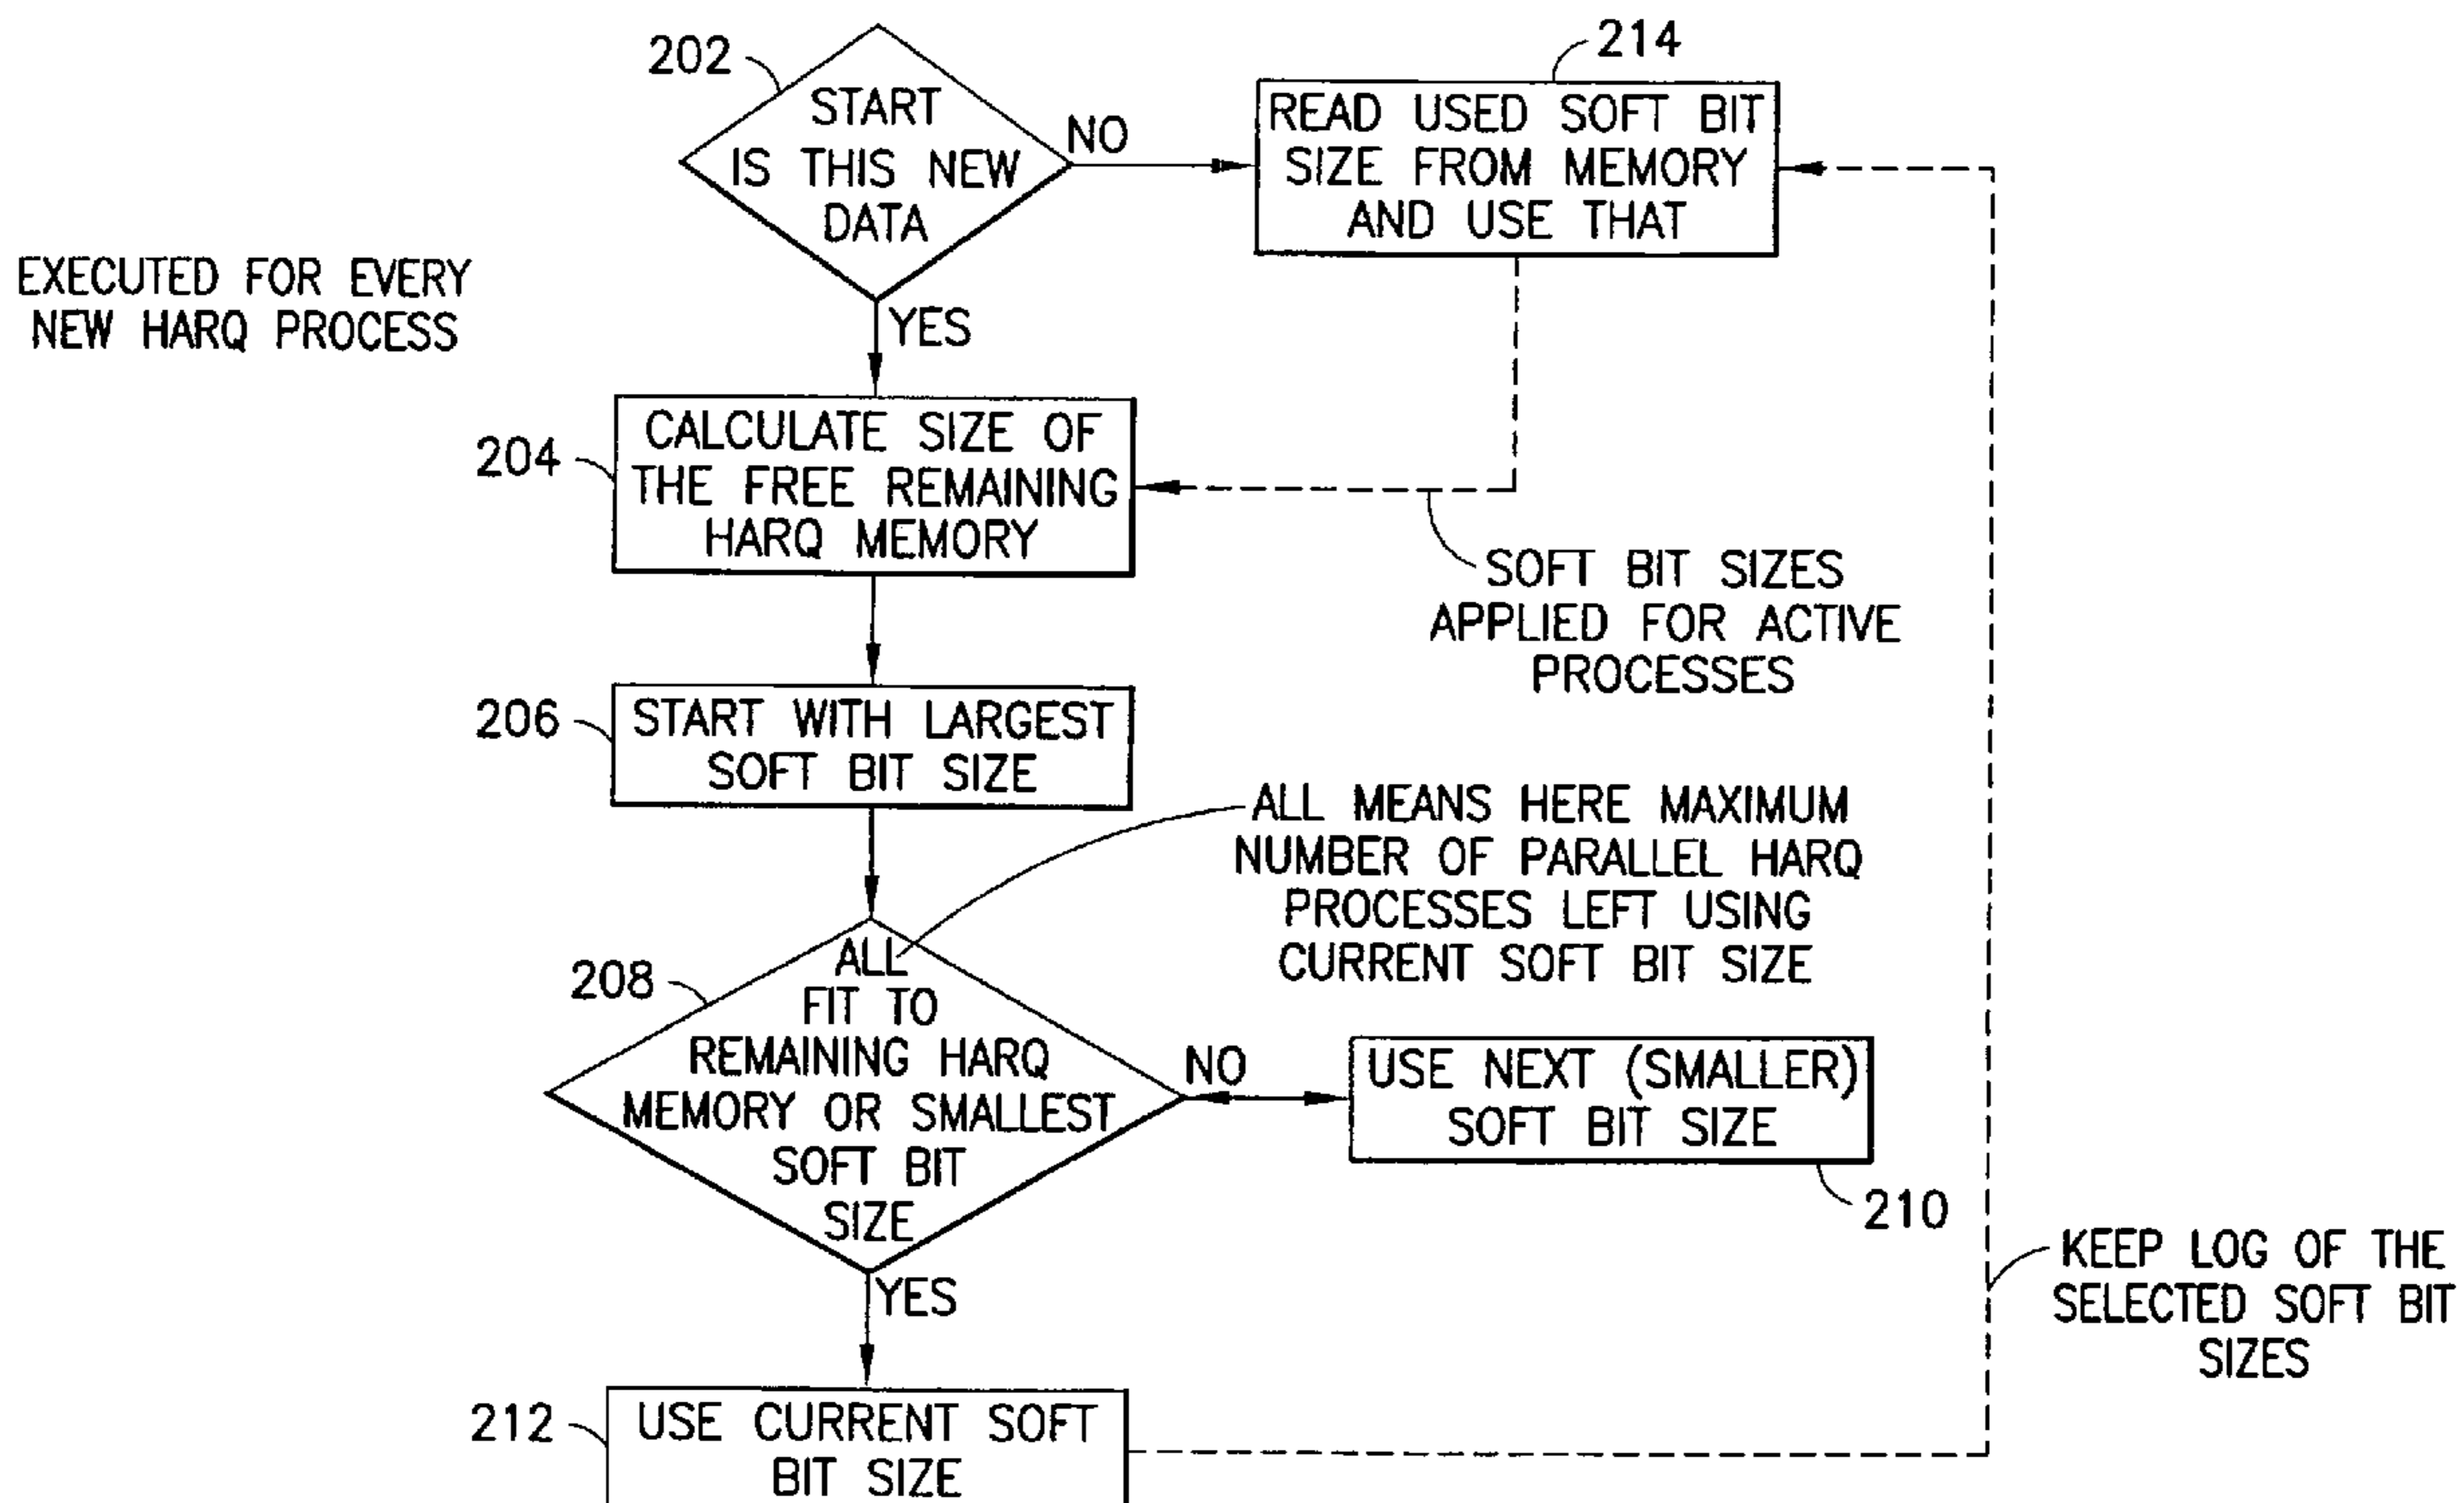 202
START
IS THIS NEW
DATA
NO
214
READ USED SOFT BIT
SIZE FROM MEMORY
AND USE THAT
EXECUTED FOR EVERY
NEW HARQ PROCESS
YES
204
CALCULATE SIZE OF
THE FREE REMAINING
HARQ MEMORY
SOFT BIT SIZES
APPLIED FOR ACTIVE
PROCESSES
206
START WITH LARGEST
SOFT BIT SIZE
ALL MEANS HERE MAXIMUM
NUMBER OF PARALLEL HARQ
PROCESSES LEFT USING
CURRENT SOFT BIT SIZE
208
ALL
FIT TO
REMAINING HARQ
MEMORY OR SMALLEST
SOFT BIT
SIZE
NO
USE NEXT (SMALLER)
SOFT BIT SIZE
210
YES
KEEP LOG OF THE
SELECTED SOFT BIT
SIZES
212
USE CURRENT SOFT
BIT SIZE